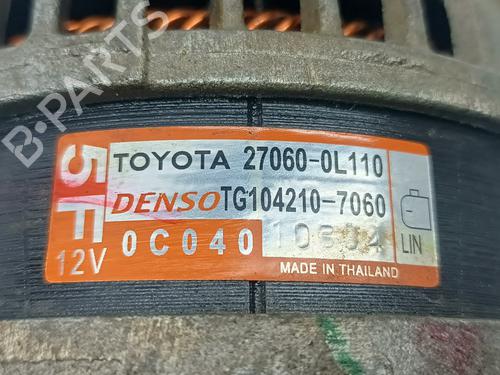 B-PARTS
5F
12V
TOYOTA 27060-0L110
DENSO TG104210-7060
0C040
LIN
MADE IN THAILAND